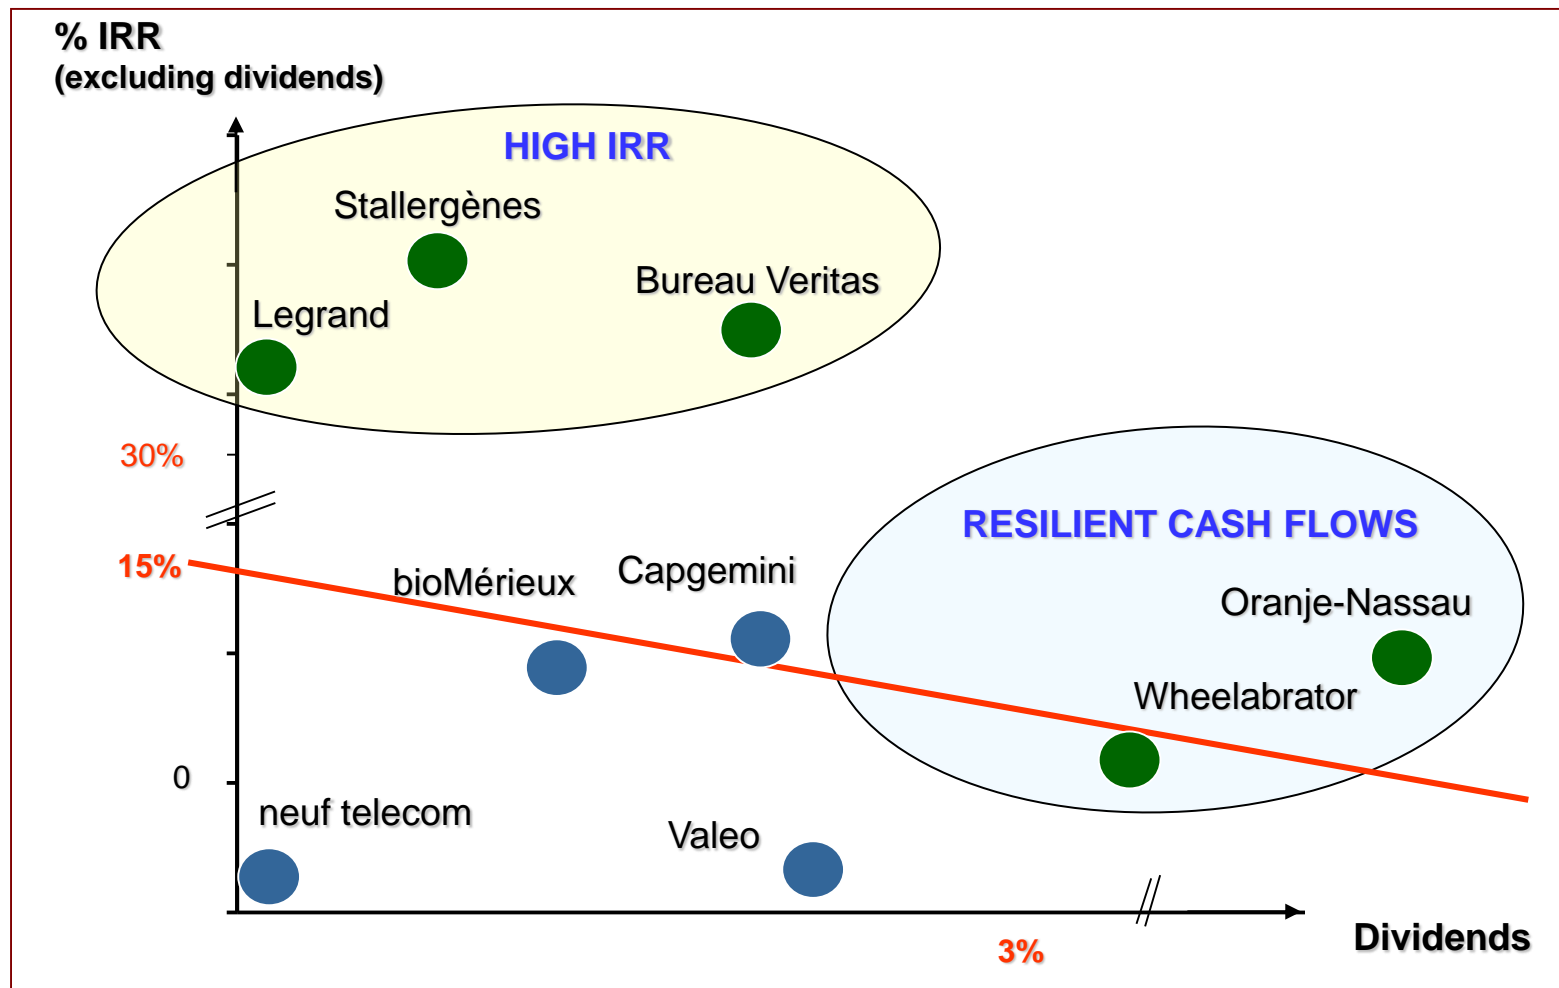 % IRR
(excluding dividends)
HIGH IRR
Stallergènes
Bureau Veritas
Legrand
30%
RESILIENT CASH FLOWS
15%
bioMérieux
Capgemini
Oranje-Nassau
Wheelabrator
0
neuf telecom
Valeo
3%
Dividends